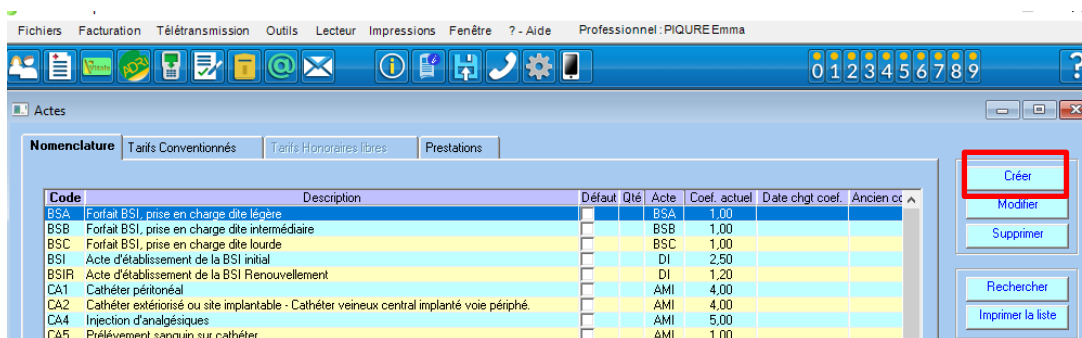 Fichiers Facturation Télétransmission Outils Lecteur Impressions Fenêtre ? - Aide Professionnel : PIQURE Emma
Vitale ADRi @ i 0 1 2 3 4 5 6 7 8 9 ?
Actes
Nomenclature Tarifs Conventionnés Tarifs Honoraires libres Prestations
Créer
Modifier
Supprimer
Rechercher
Imprimer la liste
Code Description Défaut Qté Acte Coef. actuel Date chgt coef. Ancien co
BSA Forfait BSI, prise en charge dite légère BSA 1,00
BSB Forfait BSI, prise en charge dite intermédiaire BSB 1,00
BSC Forfait BSI, prise en charge dite lourde BSC 1,00
BSI Acte d'établissement de la BSI initial DI 2,50
BSIR Acte d'établissement de la BSI Renouvellement DI 1,20
CA1 Cathéter péritonéal AMI 4,00
CA2 Cathéter extériorisé ou site implantable - Cathéter veineux central implanté voie périphé. AMI 4,00
CA4 Injection d'analgésiques AMI 5,00
CA5 Prélévement sanguin sur cathéter AMI 1,00